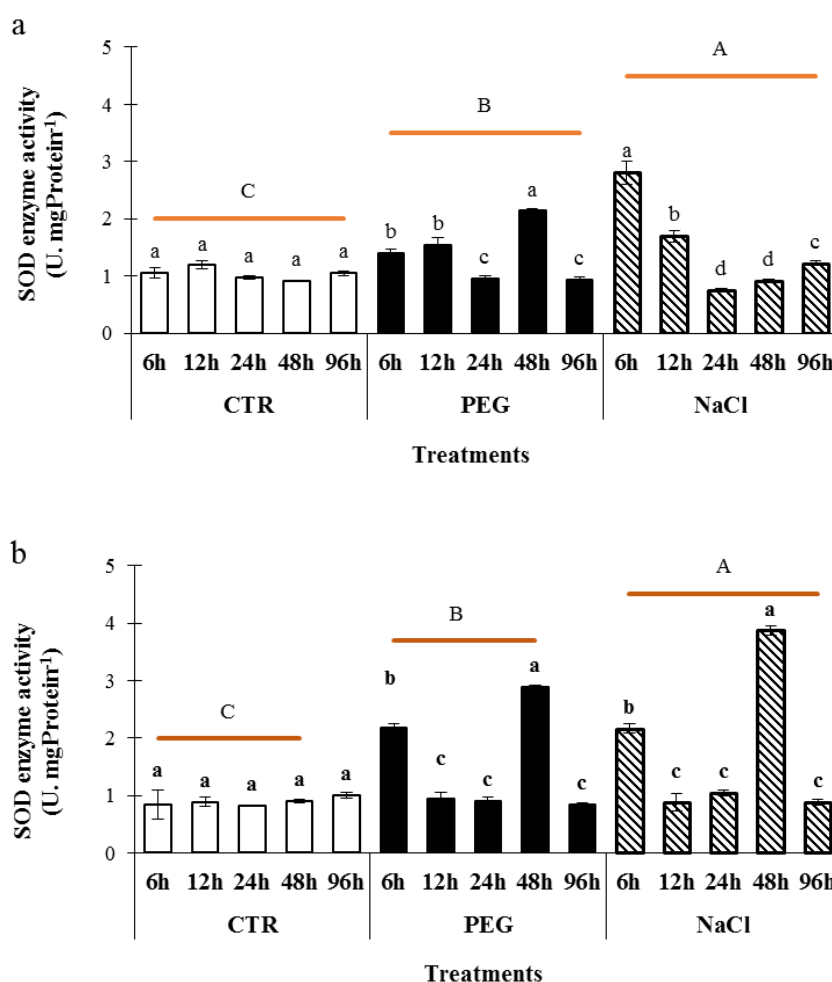 a
SOD enzyme activity
(U. mgProtein-1)
5
4
3
2
1
0
C
B
A
a a a a a
b b c a c
a b d d c
6h 12h 24h 48h 96h 6h 12h 24h 48h 96h 6h 12h 24h 48h 96h
CTR PEG NaCl
Treatments
b
SOD enzyme activity
(U. mgProtein-1)
5
4
3
2
1
0
C
B
A
a a a a a
b c c a c
b c c a c
6h 12h 24h 48h 96h 6h 12h 24h 48h 96h 6h 12h 24h 48h 96h
CTR PEG NaCl
Treatments